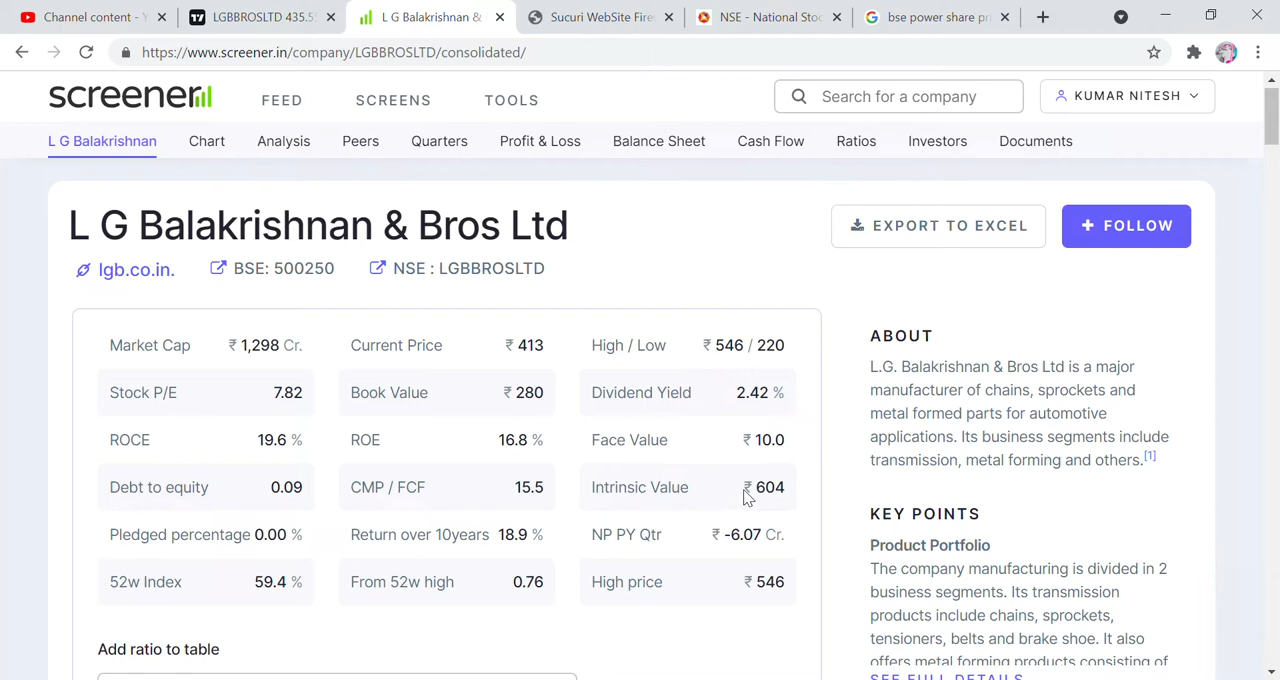 Channel content - Y
LGBBROSLTD 435.5
L G Balakrishnan &
Sucuri WebSite Fire
NSE - National Stoc
bse power share pr
https://www.screener.in/company/LGBBROSLTD/consolidated/
screener
FEED
SCREENS
TOOLS
Search for a company
KUMAR NITESH
L G Balakrishnan
Chart
Analysis
Peers
Quarters
Profit & Loss
Balance Sheet
Cash Flow
Ratios
Investors
Documents
L G Balakrishnan & Bros Ltd
EXPORT TO EXCEL
FOLLOW
lgb.co.in.
BSE: 500250
NSE : LGBBROSLTD
Market Cap ₹ 1,298 Cr.
Current Price ₹ 413
High / Low ₹ 546 / 220
Stock P/E 7.82
Book Value ₹ 280
Dividend Yield 2.42 %
ROCE 19.6 %
ROE 16.8 %
Face Value ₹ 10.0
Debt to equity 0.09
CMP / FCF 15.5
Intrinsic Value ₹ 604
Pledged percentage 0.00 %
Return over 10years 18.9 %
NP PY Qtr ₹ -6.07 Cr.
52w Index 59.4 %
From 52w high 0.76
High price ₹ 546
Add ratio to table
ABOUT
L.G. Balakrishnan & Bros Ltd is a major
manufacturer of chains, sprockets and
metal formed parts for automotive
applications. Its business segments include
transmission, metal forming and others.[1]
KEY POINTS
Product Portfolio
The company manufacturing is divided in 2
business segments. Its transmission
products include chains, sprockets,
tensioners, belts and brake shoe. It also
offers metal forming products consisting of
SEE FULL DETAILS